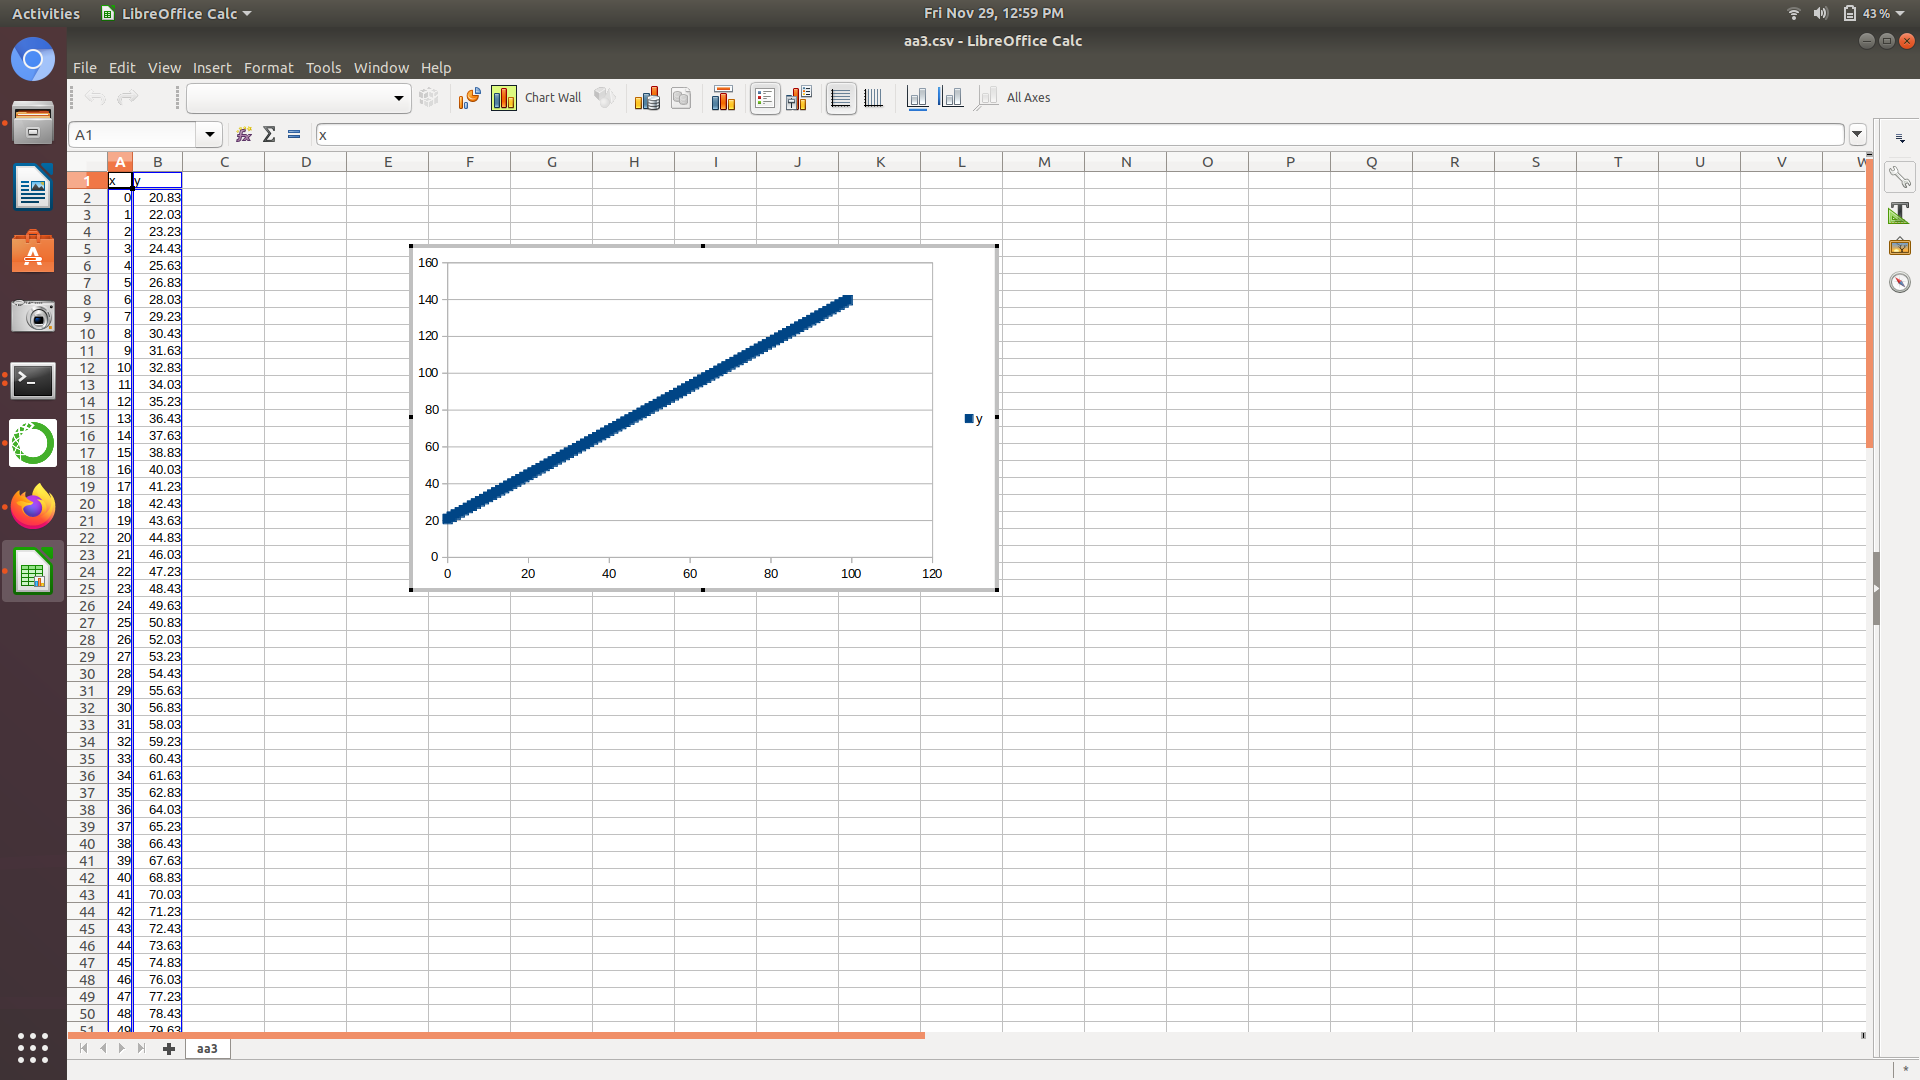 Activities LibreOffice Calc Fri Nov 29, 12:59 PM 43 %
aa3.csv - LibreOffice Calc
File Edit View Insert Format Tools Window Help
Chart Wall All Axes
A1 x
A B C D E F G H I J K L M N O P Q R S T U V W
1 x y
2 0 20.83
3 1 22.03
4 2 23.23
5 3 24.43
6 4 25.63
7 5 26.83
8 6 28.03
9 7 29.23
10 8 30.43
11 9 31.63
12 10 32.83
13 11 34.03
14 12 35.23
15 13 36.43
16 14 37.63
17 15 38.83
18 16 40.03
19 17 41.23
20 18 42.43
21 19 43.63
22 20 44.83
23 21 46.03
24 22 47.23
25 23 48.43
26 24 49.63
27 25 50.83
28 26 52.03
29 27 53.23
30 28 54.43
31 29 55.63
32 30 56.83
33 31 58.03
34 32 59.23
35 33 60.43
36 34 61.63
37 35 62.83
38 36 64.03
39 37 65.23
40 38 66.43
41 39 67.63
42 40 68.83
43 41 70.03
44 42 71.23
45 43 72.43
46 44 73.63
47 45 74.83
48 46 76.03
49 47 77.23
50 48 78.43
51 49 79.63
160
140
120
100
80
60
40
20
0
0 20 40 60 80 100 120
y
aa3
*